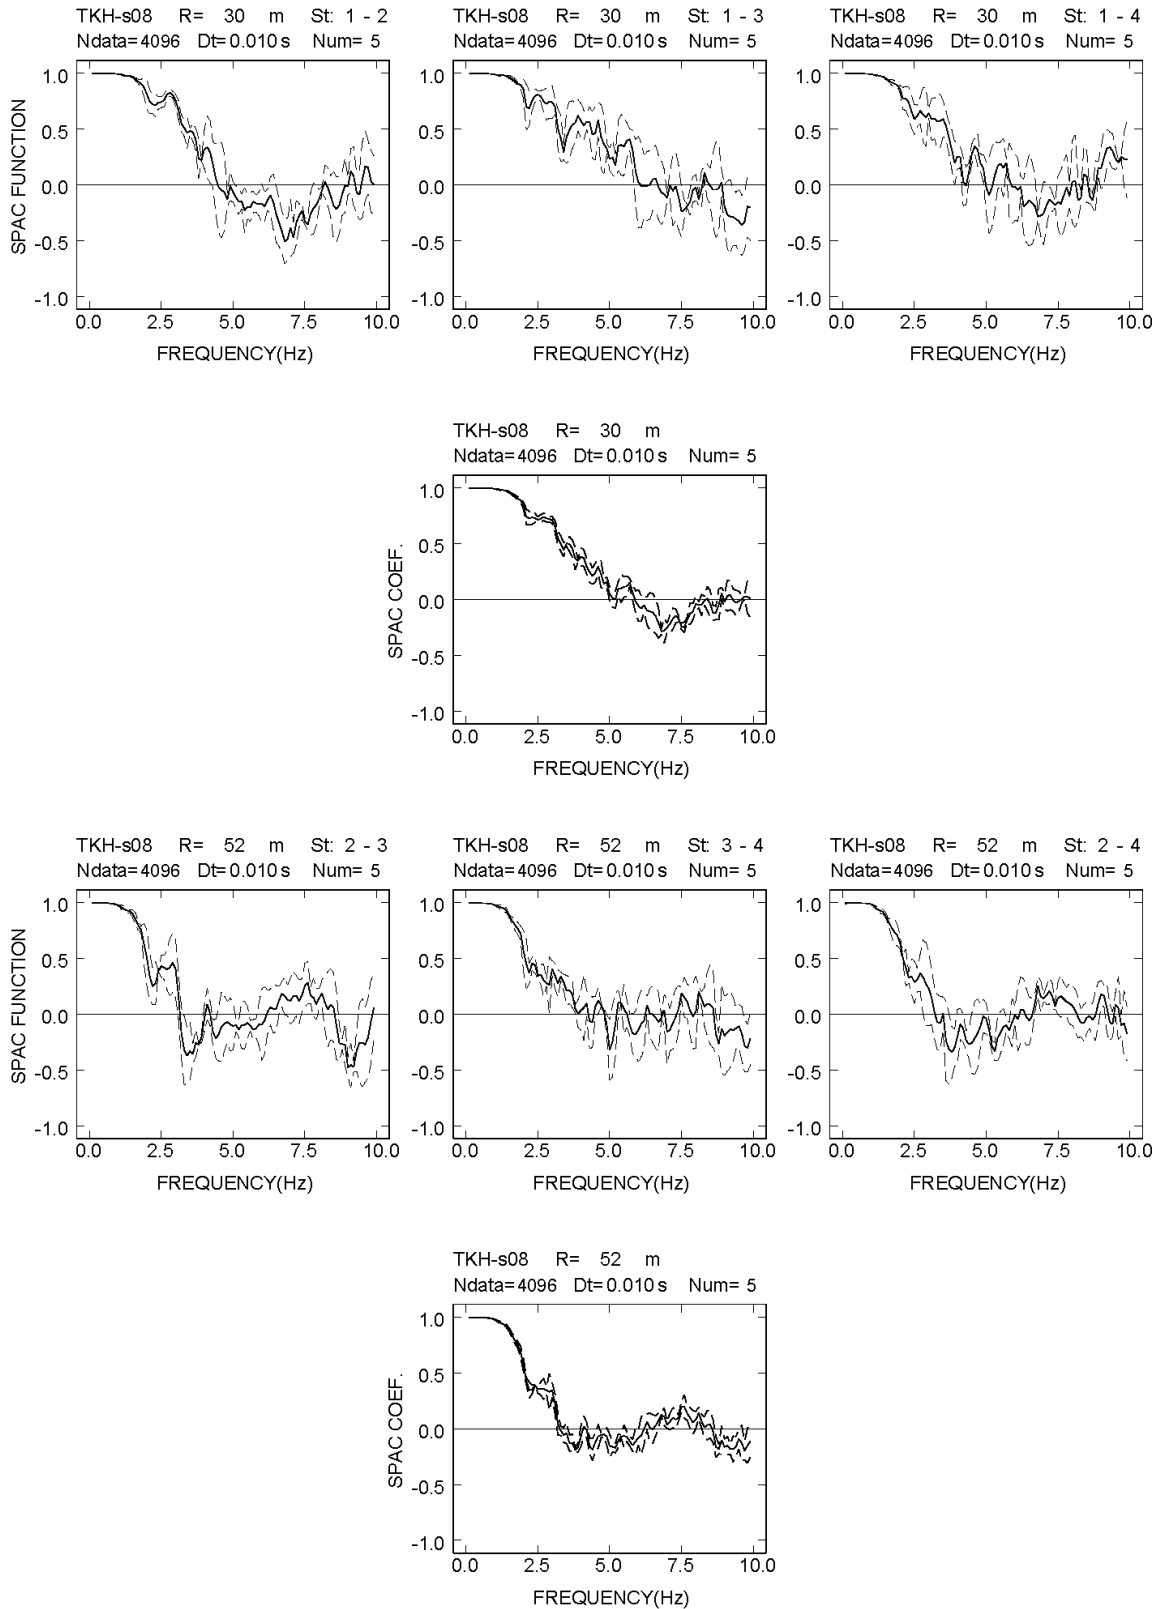 TKH-s08 R= 30 m St: 1 - 2
Ndata=4096 Dt=0.010 s Num= 5
TKH-s08 R= 30 m St: 1 - 3
Ndata=4096 Dt=0.010 s Num= 5
TKH-s08 R= 30 m St: 1 - 4
Ndata=4096 Dt=0.010 s Num= 5
SPAC FUNCTION
1.0
0.5
0.0
-0.5
-1.0
0.0 2.5 5.0 7.5 10.0
FREQUENCY(Hz)
1.0
0.5
0.0
-0.5
-1.0
0.0 2.5 5.0 7.5 10.0
FREQUENCY(Hz)
1.0
0.5
0.0
-0.5
-1.0
0.0 2.5 5.0 7.5 10.0
FREQUENCY(Hz)
TKH-s08 R= 30 m
Ndata=4096 Dt=0.010 s Num= 5
SPAC COEF.
1.0
0.5
0.0
-0.5
-1.0
0.0 2.5 5.0 7.5 10.0
FREQUENCY(Hz)
TKH-s08 R= 52 m St: 2 - 3
Ndata=4096 Dt=0.010 s Num= 5
TKH-s08 R= 52 m St: 3 - 4
Ndata=4096 Dt=0.010 s Num= 5
TKH-s08 R= 52 m St: 2 - 4
Ndata=4096 Dt=0.010 s Num= 5
SPAC FUNCTION
1.0
0.5
0.0
-0.5
-1.0
0.0 2.5 5.0 7.5 10.0
FREQUENCY(Hz)
1.0
0.5
0.0
-0.5
-1.0
0.0 2.5 5.0 7.5 10.0
FREQUENCY(Hz)
1.0
0.5
0.0
-0.5
-1.0
0.0 2.5 5.0 7.5 10.0
FREQUENCY(Hz)
TKH-s08 R= 52 m
Ndata=4096 Dt=0.010 s Num= 5
SPAC COEF.
1.0
0.5
0.0
-0.5
-1.0
0.0 2.5 5.0 7.5 10.0
FREQUENCY(Hz)